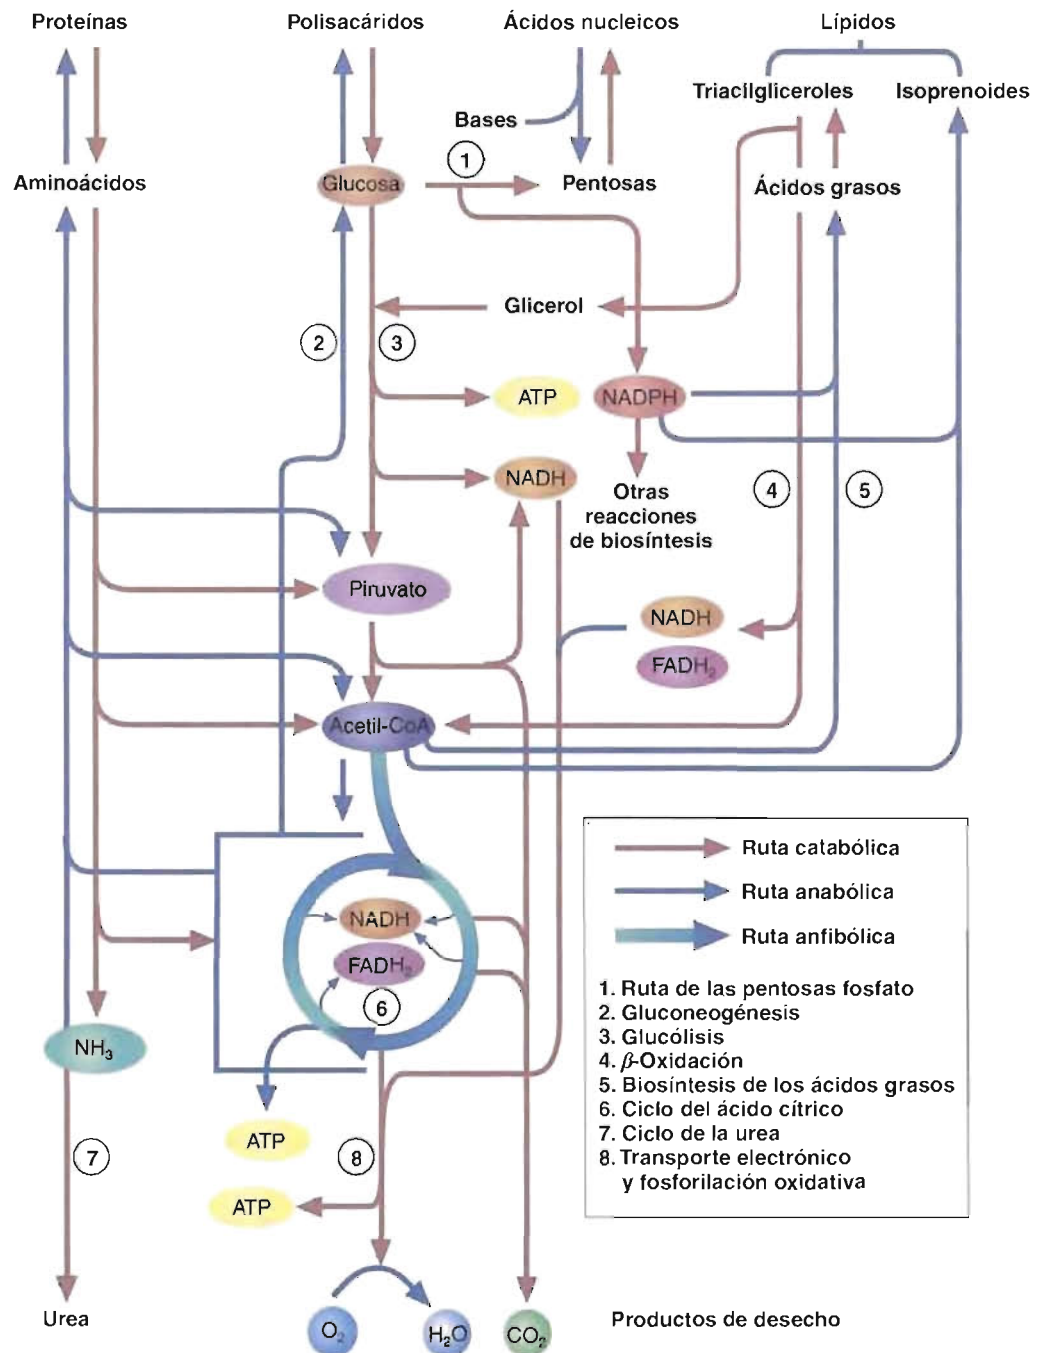 Proteínas
Polisacáridos
Ácidos nucleicos
Lípidos
Triacilgliceroles
Isoprenoides
Bases
1
Aminoácidos
Glucosa
Pentosas
Ácidos grasos
Glicerol
2
3
ATP
NADPH
NADH
4
5
Otras
reacciones
de biosíntesis
Piruvato
NADH
FADH₂
Acetil-CoA
Ruta catabólica
Ruta anabólica
Ruta anfibólica
NADH
FADH₂
6
NH₃
1. Ruta de las pentosas fosfato
2. Gluconeogénesis
3. Glucólisis
4. β-Oxidación
5. Biosíntesis de los ácidos grasos
6. Ciclo del ácido cítrico
7. Ciclo de la urea
8. Transporte electrónico
y fosforilación oxidativa
ATP
7
8
ATP
Urea
O₂
H₂O
CO₂
Productos de desecho